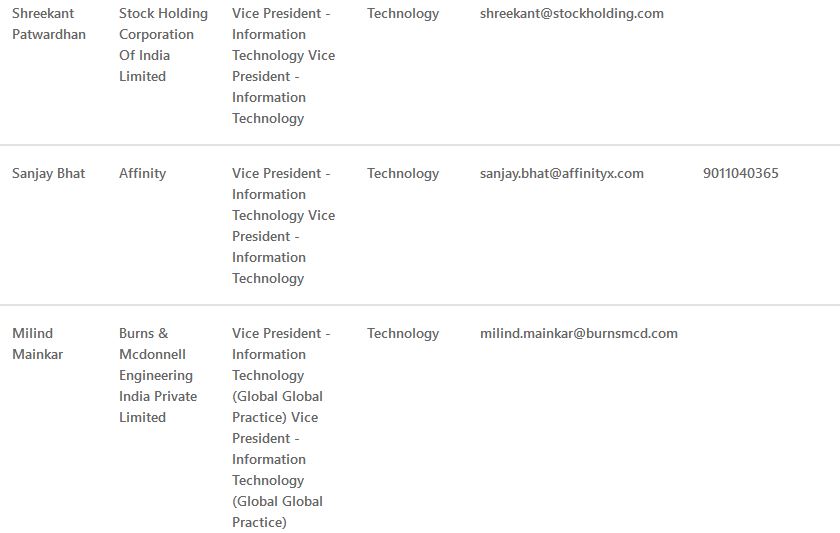 Shreekant Patwardhan
Stock Holding Corporation Of India Limited
Vice President - Information Technology Vice President - Information Technology
Technology
shreekant@stockholding.com
Sanjay Bhat
Affinity
Vice President - Information Technology Vice President - Information Technology
Technology
sanjay.bhat@affinityx.com
9011040365
Milind Mainkar
Burns & Mcdonnell Engineering India Private Limited
Vice President - Information Technology (Global Global Practice) Vice President - Information Technology (Global Global Practice)
Technology
milind.mainkar@burnsmcd.com